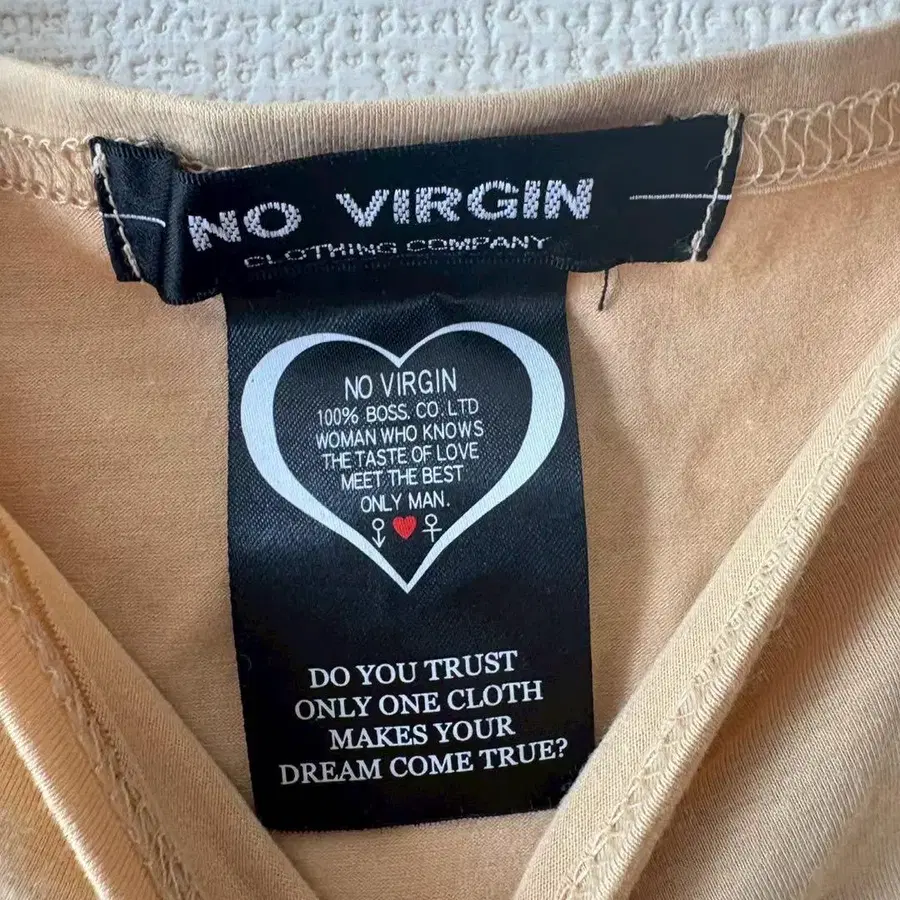 NO VIRGIN
CLOTHING COMPANY
NO VIRGIN
100% BOSS. CO.LTD
WOMAN WHO KNOWS
THE TASTE OF LOVE
MEET THE BEST
ONLY MAN.
DO YOU TRUST
ONLY ONE CLOTH
MAKES YOUR
DREAM COME TRUE?